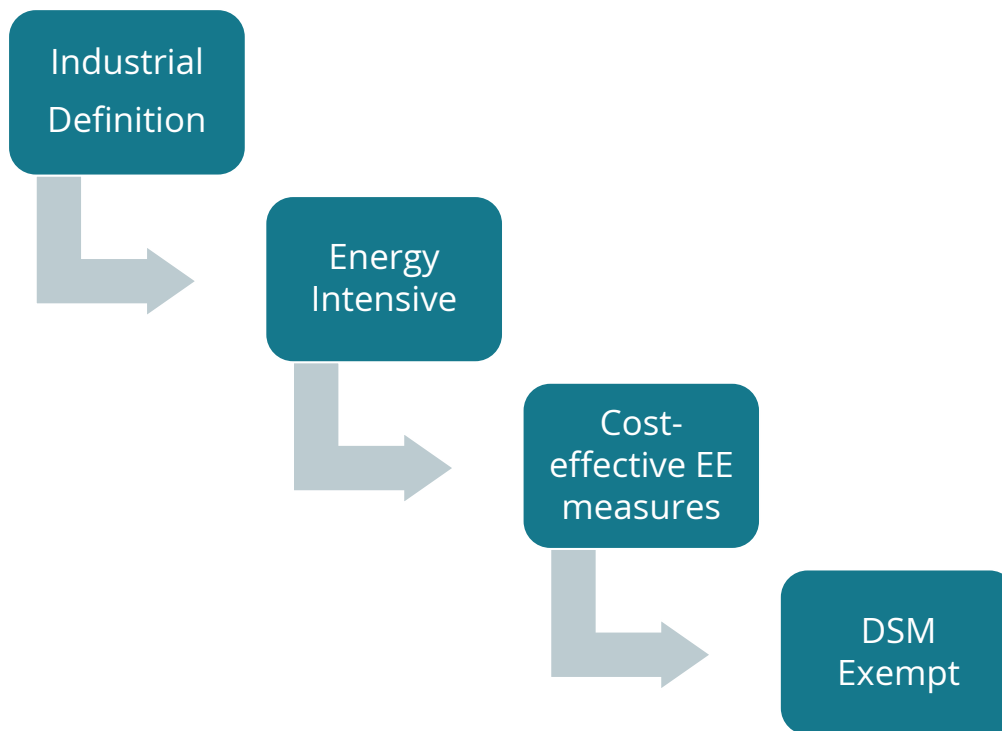 Industrial
Definition
Energy
Intensive
Cost-
effective EE
measures
DSM
Exempt